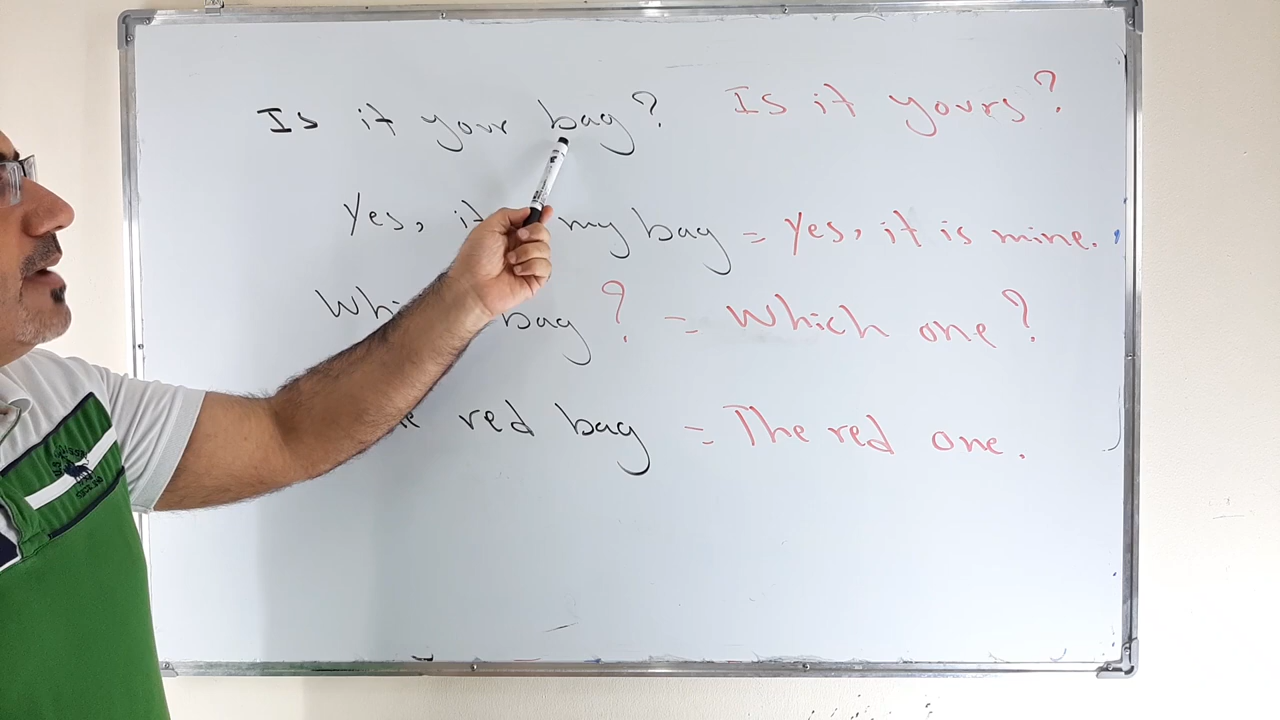 Is it your bag? Is it yours?
Yes, it my bag = Yes, it is mine.
bag? = Which one?
red bag = The red one.